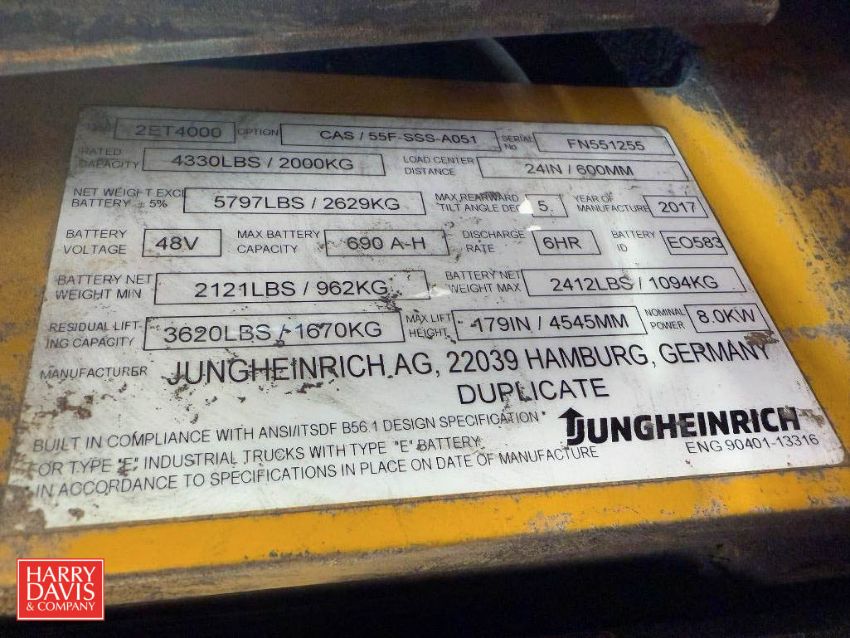 2ET4000 OPTION CAS / 55F-SSS-A051 SERIAL NO FN551255
RATED CAPACITY 4330LBS / 2000KG LOAD CENTER DISTANCE 24IN / 600MM
NET WEIGHT EXCL BATTERY ± 5% 5797LBS / 2629KG MAX REARWARD TILT ANGLE DEG 5. YEAR OF MANUFACTURE 2017
BATTERY VOLTAGE 48V MAX BATTERY CAPACITY 690 A-H DISCHARGE RATE 6HR BATTERY ID EO583
BATTERY NET WEIGHT MIN 2121LBS / 962KG BATTERY NET WEIGHT MAX 2412LBS / 1094KG
RESIDUAL LIFTING CAPACITY 3620LBS / 1670KG MAX LIFT HEIGHT 179IN / 4545MM NOMINAL POWER 8.0KW
MANUFACTURER JUNGHEINRICH AG, 22039 HAMBURG, GERMANY
DUPLICATE
BUILT IN COMPLIANCE WITH ANSI/ITSDF B56.1 DESIGN SPECIFICATION
OR TYPE "E" INDUSTRIAL TRUCKS WITH TYPE "E" BATTERY
IN ACCORDANCE TO SPECIFICATIONS IN PLACE ON DATE OF MANUFACTURE
JUNGHEINRICH
ENG 90401-13316
HARRY
DAVIS
& COMPANY